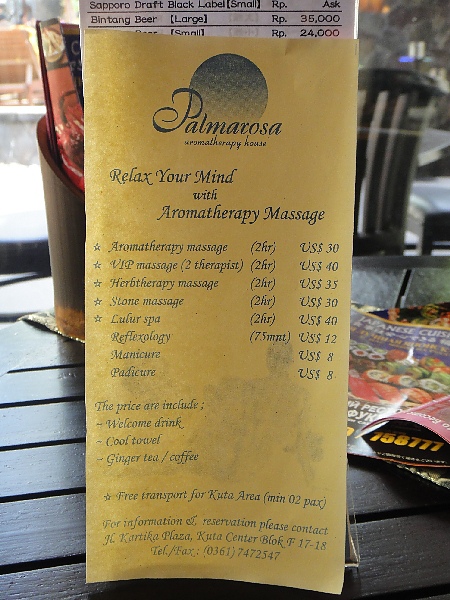 Sapporo Draft Black Label[Small] Rp. Ask
Bintang Beer [Large] Rp. 35,000
Beer [Small] Rp. 24,000
Palmarosa
aromatherapy house
Relax Your Mind
with
Aromatherapy Massage
☆ Aromatherapy massage (2hr) US$ 30
☆ VIP massage (2 therapist) (2hr) US$ 40
☆ Herbtherapy massage (2hr) US$ 35
☆ Stone massage (2hr) US$ 30
☆ Lulur spa (2hr) US$ 40
Reflexology (75mnt) US$ 12
Manicure US$ 8
Padicure US$ 8
The price are include ;
~ Welcome drink
~ Cool towel
~ Ginger tea / coffee
☆ Free transport for Kuta Area (min 02 pax)
For information & reservation please contact
Jl. Kartika Plaza, Kuta Center Blok F 17-18
Tel./Fax : (0361) 7472547